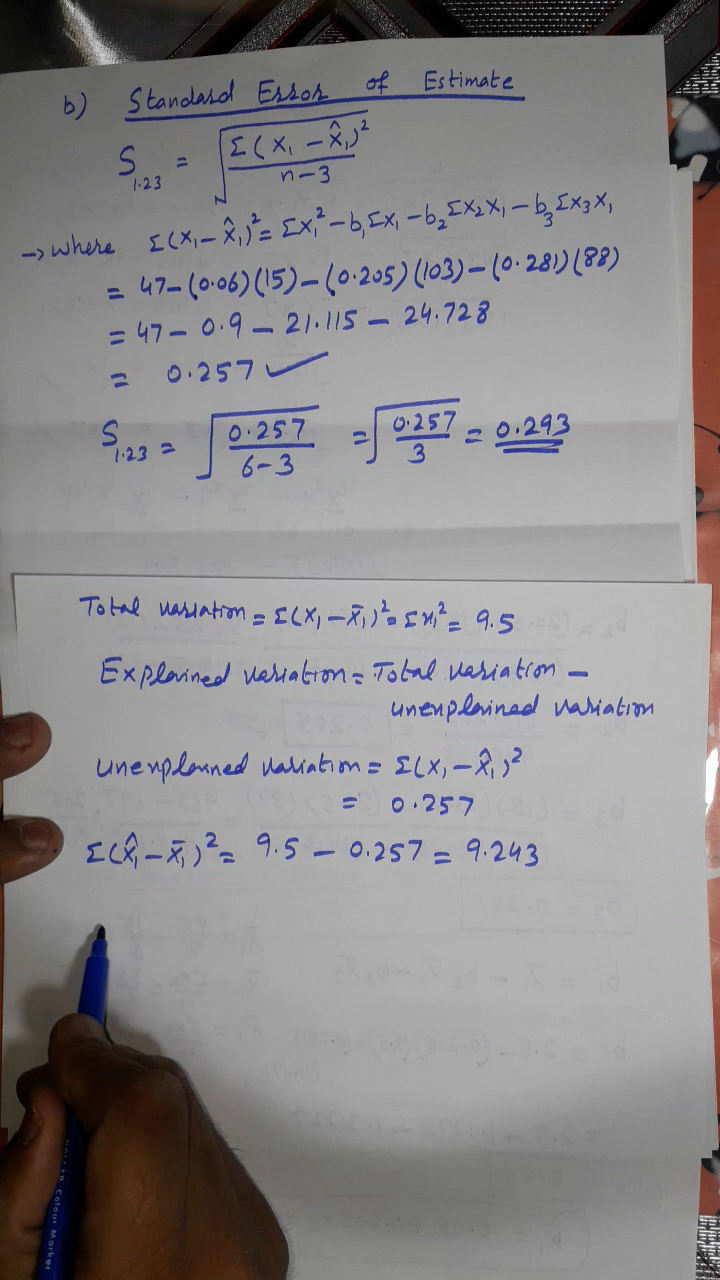 b) Standard Error of Estimate
S₁.₂₃ = √(Σ(X₁ – X̂₁)² / n–3)
→ where Σ(X₁–X̂₁)² = ΣX₁² – b₁ΣX₁ – b₂ΣX₂X₁ – b₃ΣX₃X₁
= 47–(0.06)(15)–(0.205)(103)–(0.281)(88)
= 47 – 0.9 – 21.115 – 24.728
= 0.257 ✓
S₁.₂₃ = √(0.257 / 6–3) = √(0.257 / 3) = 0.293
Total variation = Σ(X₁ – X̄₁)² = Σx₁² = 9.5
Explained variation = Total variation –
unexplained variation
unexplained variation = Σ(X₁ – X̂₁)²
= 0.257
Σ(X̂₁ – X̄₁)² = 9.5 – 0.257 = 9.243
Colour Marker